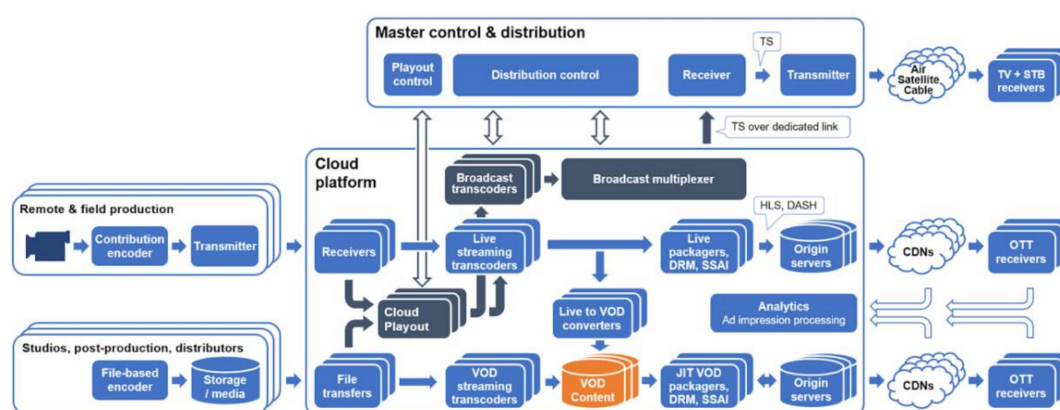 Master control & distribution
Playout
control
Distribution control
Receiver
TS
Transmitter
Air
Satellite
Cable
TV + STB
receivers
TS over dedicated link
Cloud
platform
Broadcast
transcoders
Broadcast multiplexer
Remote & field production
Contribution
encoder
Transmitter
Receivers
Live
streaming
transcoders
Live
packagers,
DRM, SSAI
HLS, DASH
Origin
servers
CDNs
OTT
receivers
Cloud
Playout
Live to VOD
converters
Analytics
Ad impression processing
Studios, post-production, distributors
File-based
encoder
Storage
/ media
File
transfers
VOD
streaming
transcoders
VOD
Content
JIT VOD
packagers,
DRM, SSAI
Origin
servers
CDNs
OTT
receivers